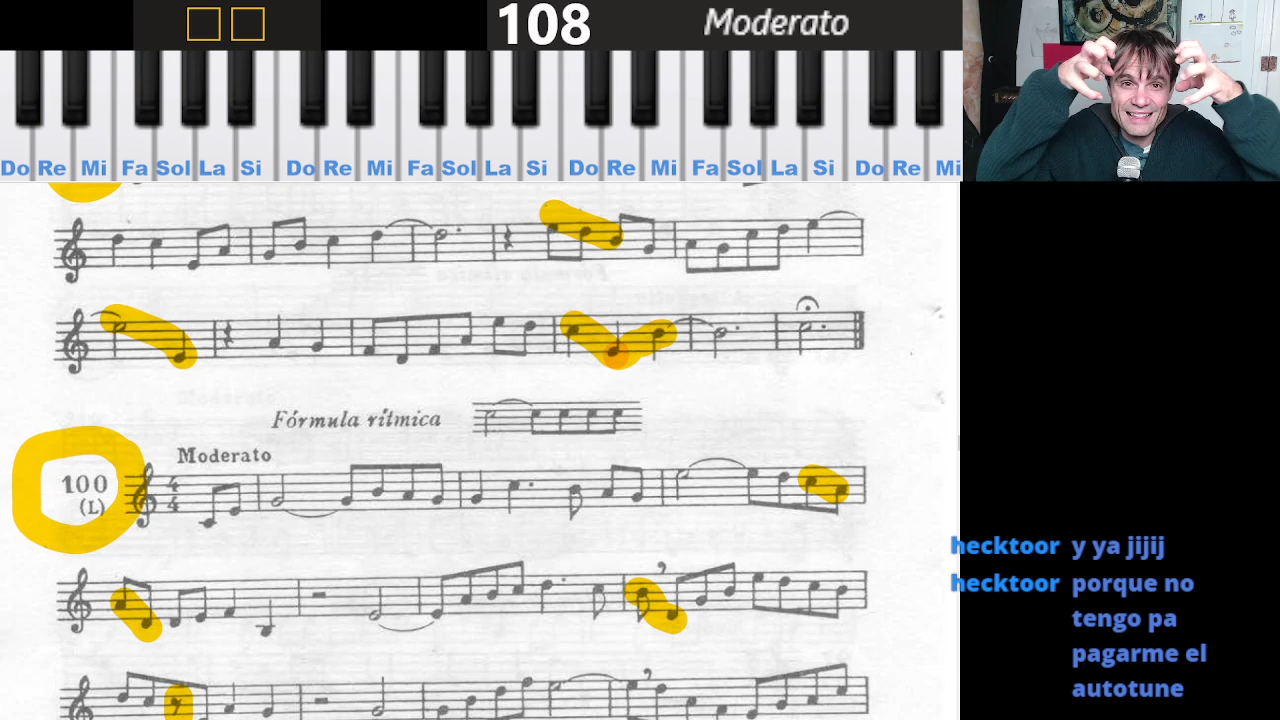 108 Moderato
Do Re Mi Fa Sol La Si Do Re Mi Fa Sol La Si Do Re Mi Fa Sol La Si Do Re Mi
Fórmula rítmica
Moderato
100
(L)
4
4
hecktoor y ya jijij
hecktoor porque no
tengo pa
pagarme el
autotune